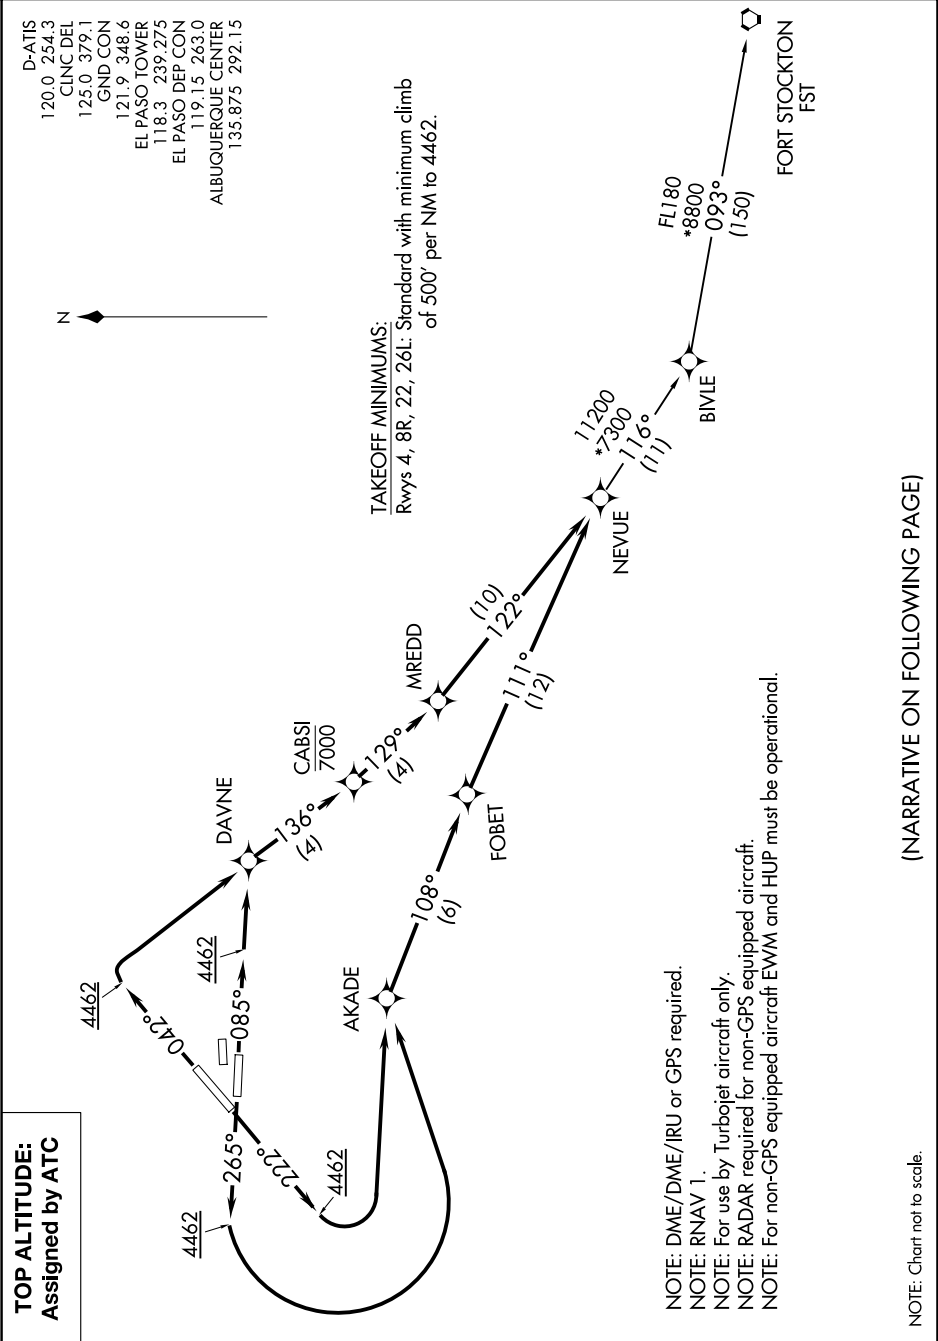 TOP ALTITUDE:
Assigned by ATC
D-ATIS
120.0 254.3
CLNC DEL
125.0 379.1
GND CON
121.9 348.6
EL PASO TOWER
118.3 239.275
EL PASO DEP CON
119.15 263.0
ALBUQUERQUE CENTER
135.875 292.15
N
TAKEOFF MINIMUMS:
Rwys 4, 8R, 22, 26L: Standard with minimum climb
of 500' per NM to 4462.
4462
042°
4462
085°
265°
4462
222°
4462
DAVNE
136°
(4)
CABSI
7000
129°
(4)
MREDD
(10)
122°
AKADE
108°
(6)
FOBET
111°
(12)
NEVUE
11200
*7300
116°
(11)
BIVLE
FL180
*8800
093°
(150)
FORT STOCKTON
FST
NOTE: DME/DME/IRU or GPS required.
NOTE: RNAV 1.
NOTE: For use by Turbojet aircraft only.
NOTE: RADAR required for non-GPS equipped aircraft.
NOTE: For non-GPS equipped aircraft EWM and HUP must be operational.
(NARRATIVE ON FOLLOWING PAGE)
NOTE: Chart not to scale.